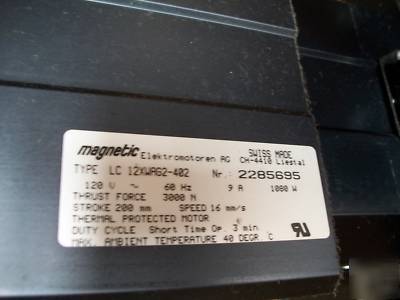 magnetic Elektromotoren AG SWISS MADE CH-4410 Liestal
TYPE LC 12XWAG2-402 Nr.: 2285695
120 V ~ 60 Hz 9 A 1080 W
THRUST FORCE 3000 N
STROKE 200 mm SPEED 16 mm/s
THERMAL PROTECTED MOTOR
DUTY CYCLE Short Time Op. 3 min
MAX. AMBIENT TEMPERATURE 40 DEGR °C